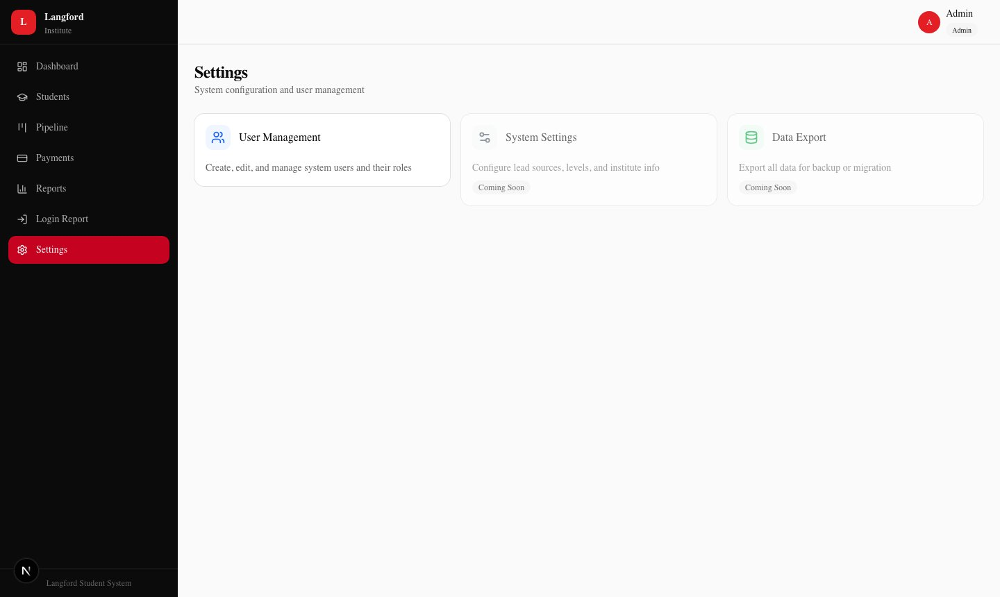 L
Langford
Institute
Dashboard
Students
Pipeline
Payments
Reports
Login Report
Settings
N
Langford Student System
A
Admin
Admin
Settings
System configuration and user management
User Management
Create, edit, and manage system users and their roles
System Settings
Configure lead sources, levels, and institute info
Coming Soon
Data Export
Export all data for backup or migration
Coming Soon